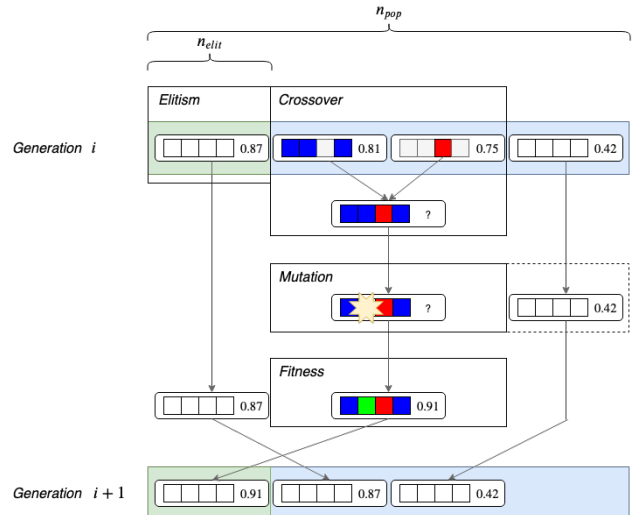 n_pop
n_elit
Elitism Crossover
Generation i 0.87 0.81 0.75 0.42
?
Mutation
? 0.42
Fitness
0.87 0.91
Generation i + 1 0.91 0.87 0.42